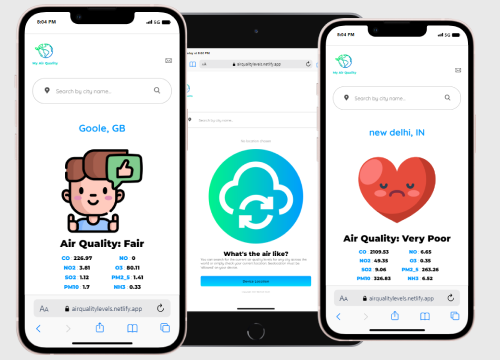 8:04 PM
5G
My Air Quality
Search by city name...
Goole, GB
Air Quality: Fair
CO 226.97 NO 0
NO2 3.81 O3 80.11
SO2 1.12 PM2_5 1.41
PM10 1.7 NH3 0.33
AA airqualitylevels.netlify.app
AA airqualitylevels.netlify.app
Search by city name...
What's the air like?
8:04 PM
5G
My Air Quality
Search by city name...
new delhi, IN
Air Quality: Very Poor
CO 2109.53 NO 6.65
NO2 49.35 O3 0.35
SO2 9.06 PM2_5 263.26
PM10 326.83 NH3 6.52
AA airqualitylevels.netlify.app